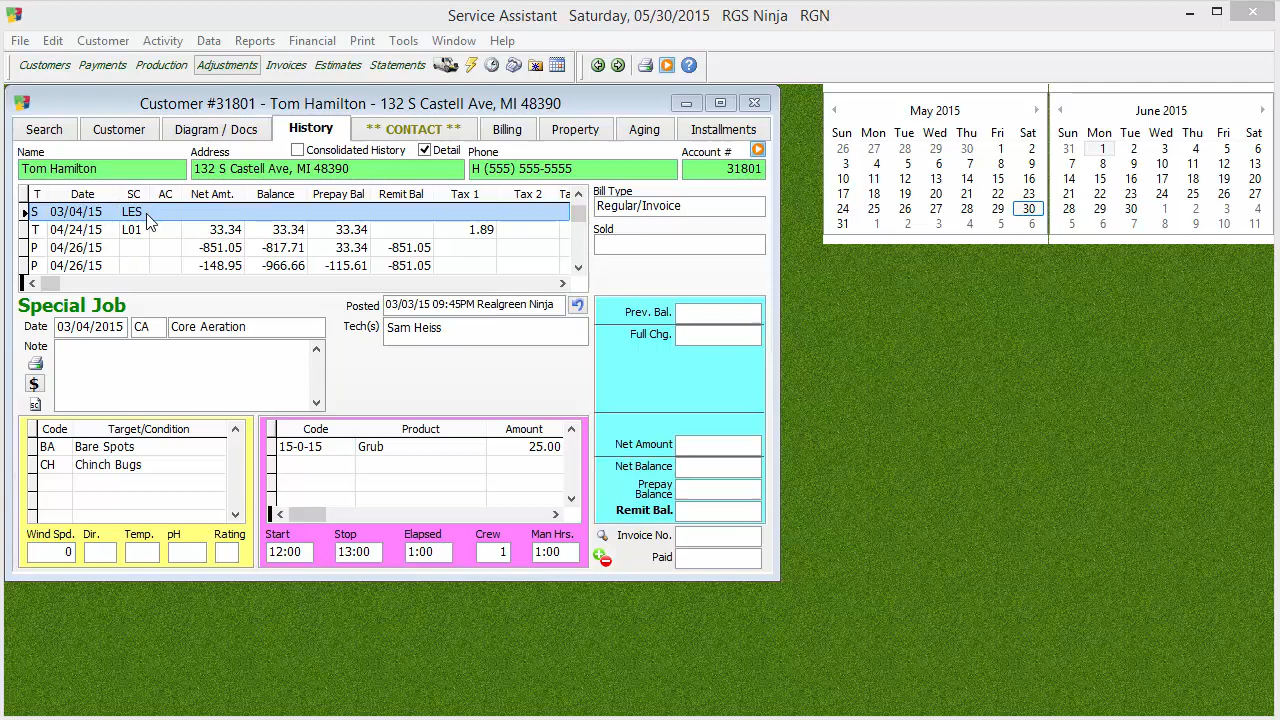 Service Assistant Saturday, 05/30/2015 RGS Ninja RGN
File Edit Customer Activity Data Reports Financial Print Tools Window Help
Customers Payments Production Adjustments Invoices Estimates Statements
Customer #31801 - Tom Hamilton - 132 S Castell Ave, MI 48390
Search Customer Diagram / Docs History ** CONTACT ** Billing Property Aging Installments
Name Address Consolidated History Detail Phone Account #
Tom Hamilton 132 S Castell Ave, MI 48390 H (555) 555-5555 31801
T Date SC AC Net Amt. Balance Prepay Bal Remit Bal Tax 1 Tax 2 Ta
S 03/04/15 LES
T 04/24/15 L01 33.34 33.34 33.34 1.89
P 04/26/15 -851.05 -817.71 33.34 -851.05
P 04/26/15 -148.95 -966.66 -115.61 -851.05
Bill Type
Regular/Invoice
Sold
Special Job
Posted 03/03/15 09:45PM Realgreen Ninja
Date 03/04/2015 CA Core Aeration
Tech(s) Sam Heiss
Note
$
SC
Code Target/Condition
BA Bare Spots
CH Chinch Bugs
Wind Spd. Dir. Temp. pH Rating
0
Code Product Amount
15-0-15 Grub 25.00
Start Stop Elapsed Crew Man Hrs.
12:00 13:00 1:00 1 1:00
Prev. Bal.
Full Chg.
Net Amount
Net Balance
Prepay
Balance
Remit Bal.
Invoice No.
Paid
May 2015
Sun Mon Tue Wed Thu Fri Sat
26 27 28 29 30 1 2
3 4 5 6 7 8 9
10 11 12 13 14 15 16
17 18 19 20 21 22 23
24 25 26 27 28 29 30
31 1 2 3 4 5 6
June 2015
Sun Mon Tue Wed Thu Fri Sat
31 1 2 3 4 5 6
7 8 9 10 11 12 13
14 15 16 17 18 19 20
21 22 23 24 25 26 27
28 29 30 1 2 3 4
5 6 7 8 9 10 11